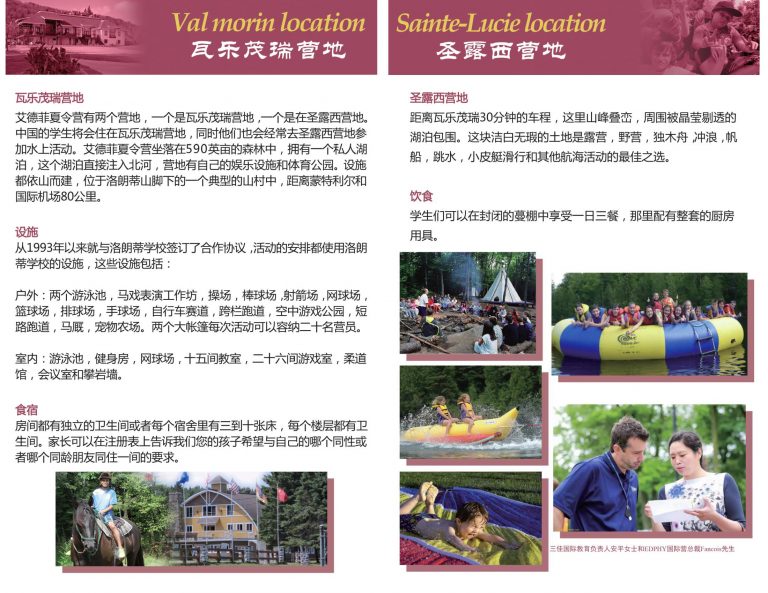 Val morin location
瓦乐茂瑞营地
瓦乐茂瑞营地
艾德菲夏令营有两个营地，一个是瓦乐茂瑞营地，一个是在圣露西营地。
中国的学生将会住在瓦乐茂瑞营地，同时他们也会经常去圣露西营地参
加水上活动。艾德菲夏令营坐落在590英亩的森林中，拥有一个私人湖
泊，这个湖泊直接注入北河，营地有自己的娱乐设施和体育公园。设施
都依山而建，位于洛朗蒂山脚下的一个典型的山村中，距离蒙特利尔和
国际机场80公里。
设施
从1993年以来就与洛朗蒂学校签订了合作协议，活动的安排都使用洛朗
蒂学校的设施，这些设施包括：
户外：两个游泳池，马戏表演工作坊，操场，棒球场，射箭场，网球场，
篮球场，排球场，手球场，自行车赛道，跨栏跑道，空中游戏公园，短
路跑道，马厩，宠物农场。两个大帐篷每次活动可以容纳二十名营员。
室内：游泳池，健身房，网球场，十五间教室，二十六间游戏室，柔道
馆，会议室和攀岩墙。
食宿
房间都有独立的卫生间或者每个宿舍里有三到十张床，每个楼层都有卫
生间。家长可以在注册表上告诉我们您的孩子希望与自己的哪个同性或
者哪个同龄朋友同住一间的要求。
Sainte-Lucie location
圣露西营地
圣露西营地
距离瓦乐茂瑞30分钟的车程，这里山峰叠峦，周围被晶莹剔透的
湖泊包围。这块洁白无瑕的土地是露营，野营，独木舟，冲浪，帆
船，跳水，小皮艇滑行和其他航海活动的最佳之选。
饮食
学生们可以在封闭的蔓棚中享受一日三餐，那里配有整套的厨房
用具。
三佳国际教育负责人安平女士和EDPHY国际营总裁Fancois先生